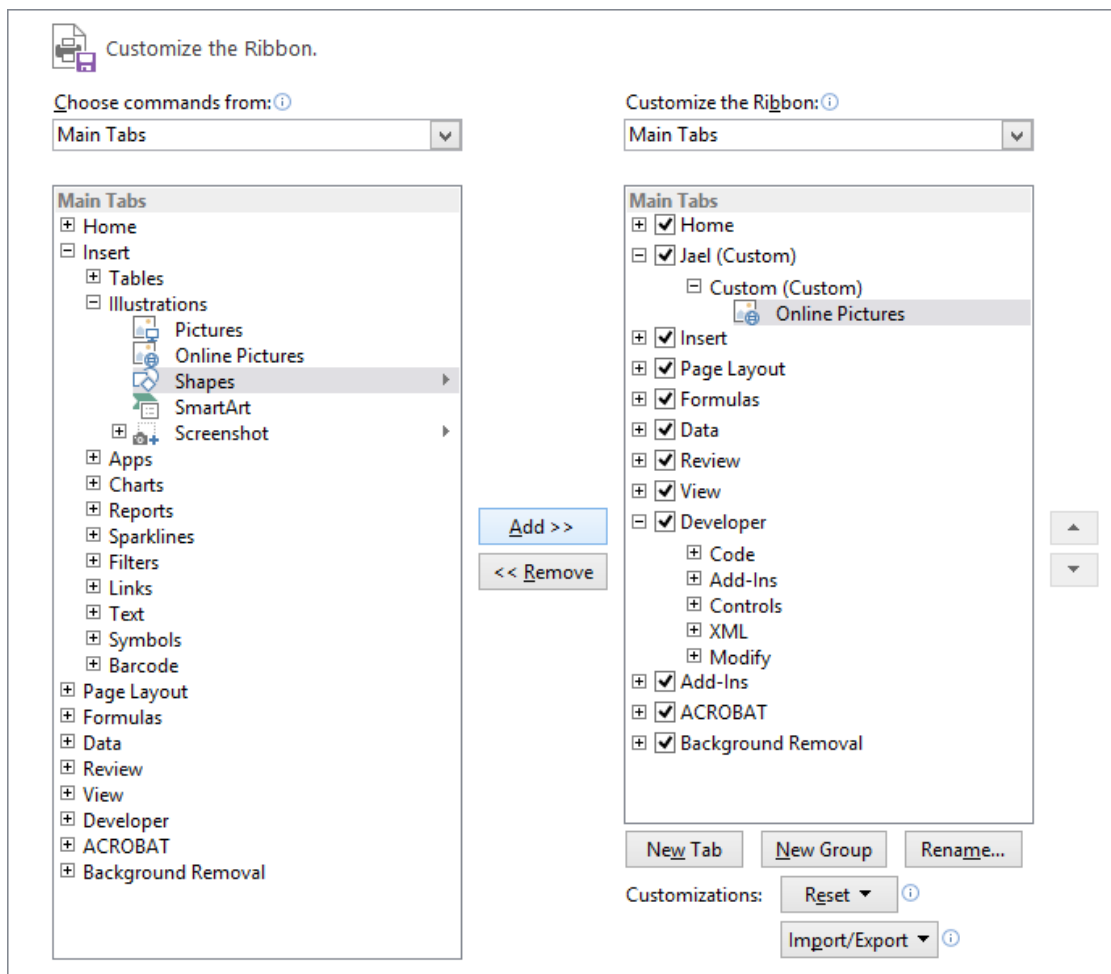 Customize the Ribbon.
Choose commands from:
Main Tabs
Main Tabs
Home
Insert
Tables
Illustrations
Pictures
Online Pictures
Shapes
SmartArt
Screenshot
Apps
Charts
Reports
Sparklines
Filters
Links
Text
Symbols
Barcode
Page Layout
Formulas
Data
Review
View
Developer
ACROBAT
Background Removal
Add >>
<< Remove
Customize the Ribbon:
Main Tabs
Main Tabs
Home
Jael (Custom)
Custom (Custom)
Online Pictures
Insert
Page Layout
Formulas
Data
Review
View
Developer
Code
Add-Ins
Controls
XML
Modify
Add-Ins
ACROBAT
Background Removal
New Tab New Group Rename...
Customizations: Reset
Import/Export